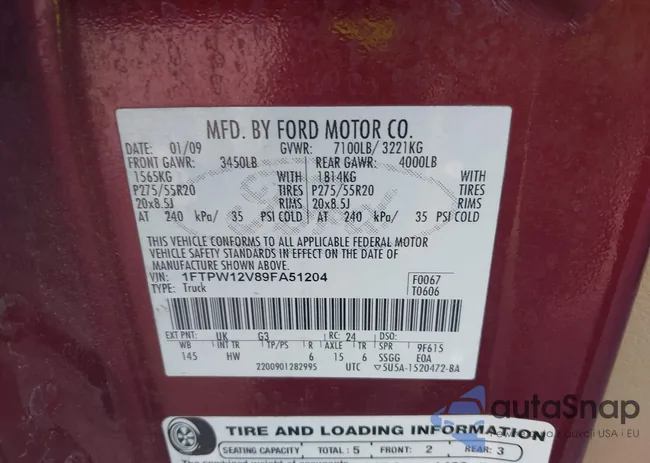 MFD. BY FORD MOTOR CO.
DATE: 01/09 GVWR: 7100LB/ 3221KG
FRONT GAWR: 3450LB REAR GAWR: 4000LB
1565KG WITH 1814KG WITH
P275/55R20 TIRES P275/55R20 TIRES
20x8.5J RIMS 20x8.5J RIMS
AT 240 kPa/ 35 PSI COLD AT 240 kPa/ 35 PSI COLD
Ford
THIS VEHICLE CONFORMS TO ALL APPLICABLE FEDERAL MOTOR
VEHICLE SAFETY STANDARDS IN EFFECT ON THE DATE OF
MANUFACTURE SHOWN ABOVE.
VIN: 1FTPW12V89FA51204 F0067
TYPE: Truck T0606
EXT PNT: UK G3 RC: 24 DSO:
WB INT TR TP/PS R AXLE TR SPR 9F615
145 HW 6 15 6 SSGG E0A
2200901282995 UTC ▽5U5A-1520472-BA
TIRE AND LOADING INFORMATION
SEATING CAPACITY TOTAL: 5 FRONT: 2 REAR: 3
autaSnap